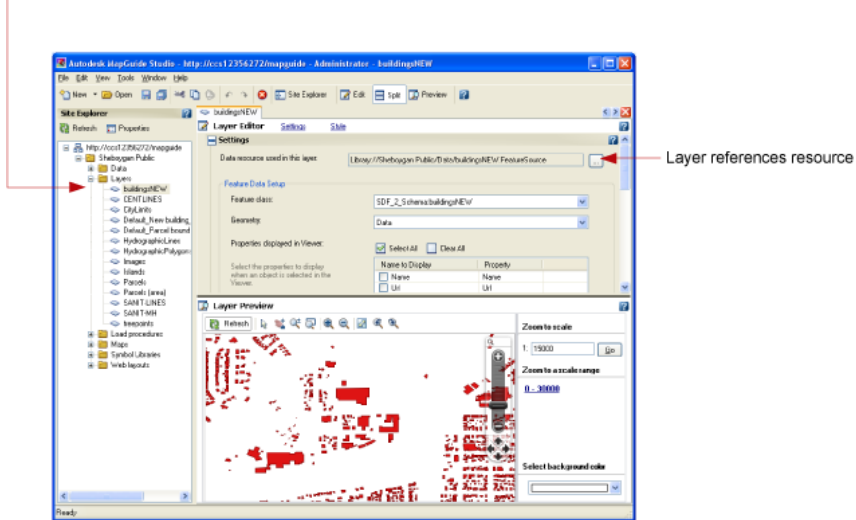 Autodesk MapGuide Studio - http://ccs12356272/mapguide - Administrator - buildingsNEW
File Edit View Tools Window Help
New Open Site Explorer Edit Split Preview
Site Explorer
buildingsNEW
Refresh Properties
Layer Editor Settings Style
Settings
http://ccs12356272/mapguide
Sheboygan Public
Data
Layers
buildingsNEW
CENTLINES
CityLimits
Default_New building_
Default_Parcel bound
HydrographicLines
HydrographicPolygons
Images
Islands
Parcels
Parcels (area)
SANIT-LINES
SANIT-MH
treepoints
Load procedures
Maps
Symbol Libraries
Web layouts
Data resource used in this layer: Library://Sheboygan Public/Data/buildingsNEW.FeatureSource ...
Layer references resource
Feature Data Setup
Feature class: SDF_2_Schema:buildingsNEW
Geometry: Data
Properties displayed in Viewer: Select All Clear All
Select the properties to display
when an object is selected in the
Viewer.
Name to Display Property
Name Name
Url Url
Layer Preview
Refresh
Zoom to scale
1: 15000 Go
Zoom to a scale range
0 - 30000
Select background color
Ready